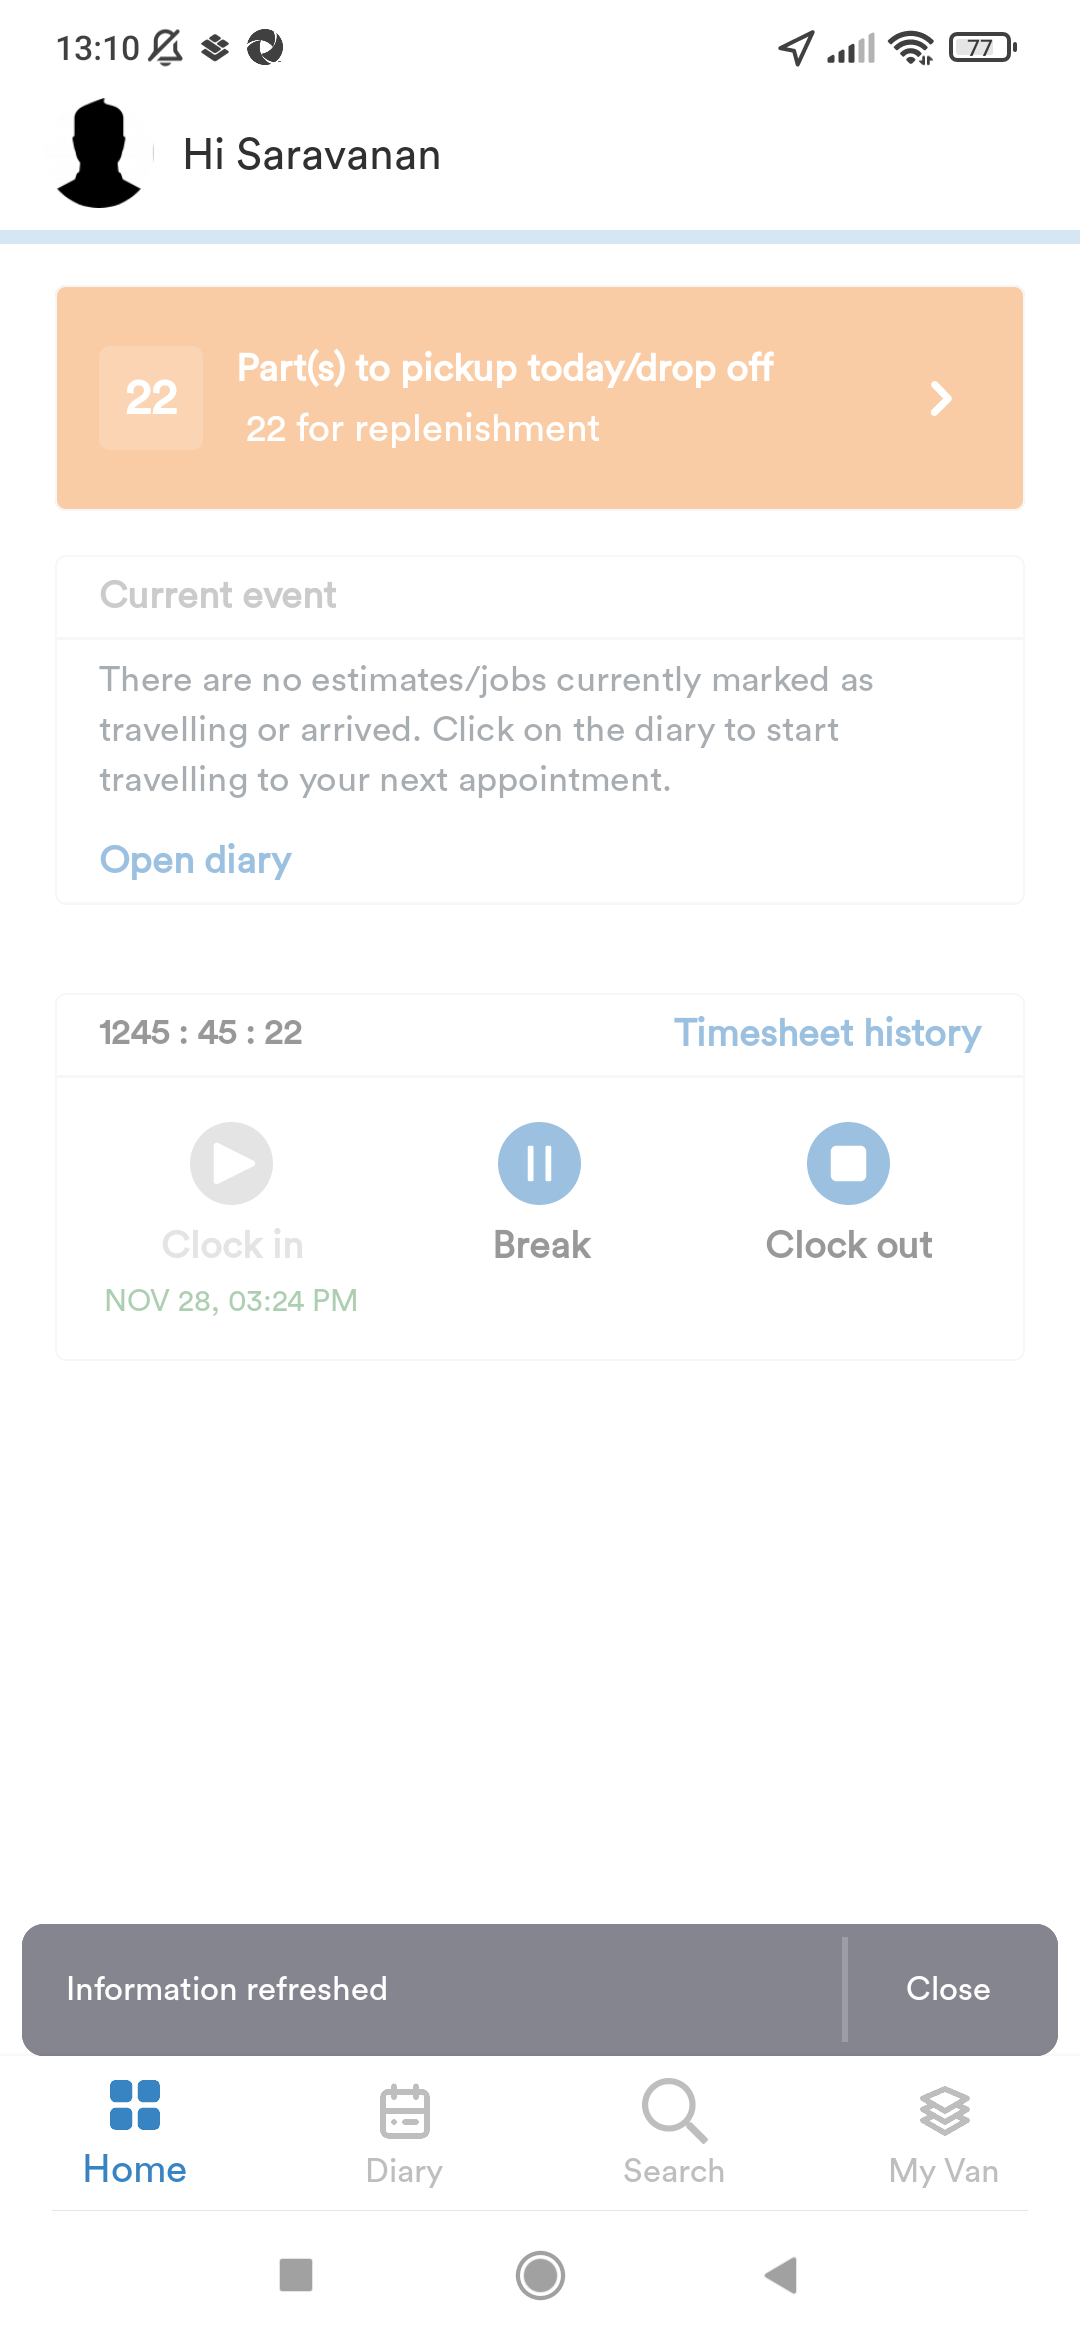 13:10
77
Hi Saravanan
22
Part(s) to pickup today/drop off
22 for replenishment
Current event
There are no estimates/jobs currently marked as
travelling or arrived. Click on the diary to start
travelling to your next appointment.
Open diary
1245 : 45 : 22
Timesheet history
Clock in
Break
Clock out
NOV 28, 03:24 PM
Information refreshed
Close
Home
Diary
Search
My Van